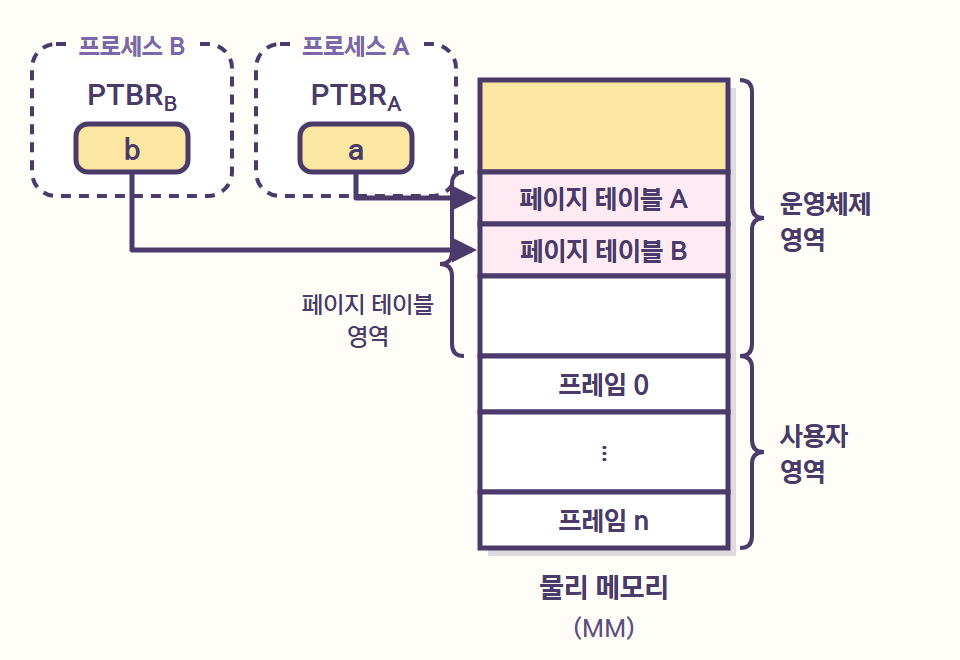 프로세스 B
PTBR_B
b
프로세스 A
PTBR_A
a
페이지 테이블 A
페이지 테이블 B
페이지 테이블
영역
프레임 0
⋮
프레임 n
운영체제
영역
사용자
영역
물리 메모리
(MM)